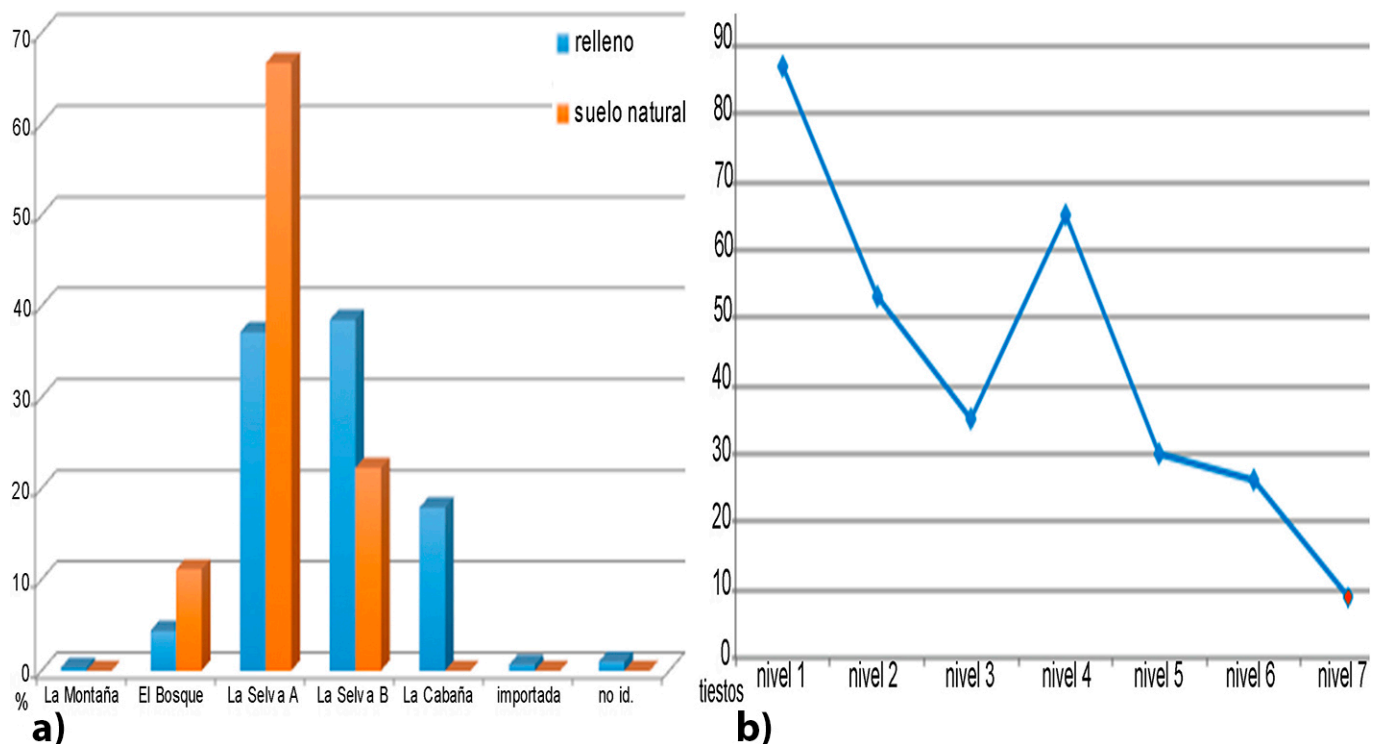 70
60
50
40
30
20
10
0
%
relleno
suelo natural
La Montaña El Bosque La Selva A La Selva B La Cabaña importada no id.
a)
90
80
70
60
50
40
30
20
10
0
tiestos
nivel 1 nivel 2 nivel 3 nivel 4 nivel 5 nivel 6 nivel 7
b)